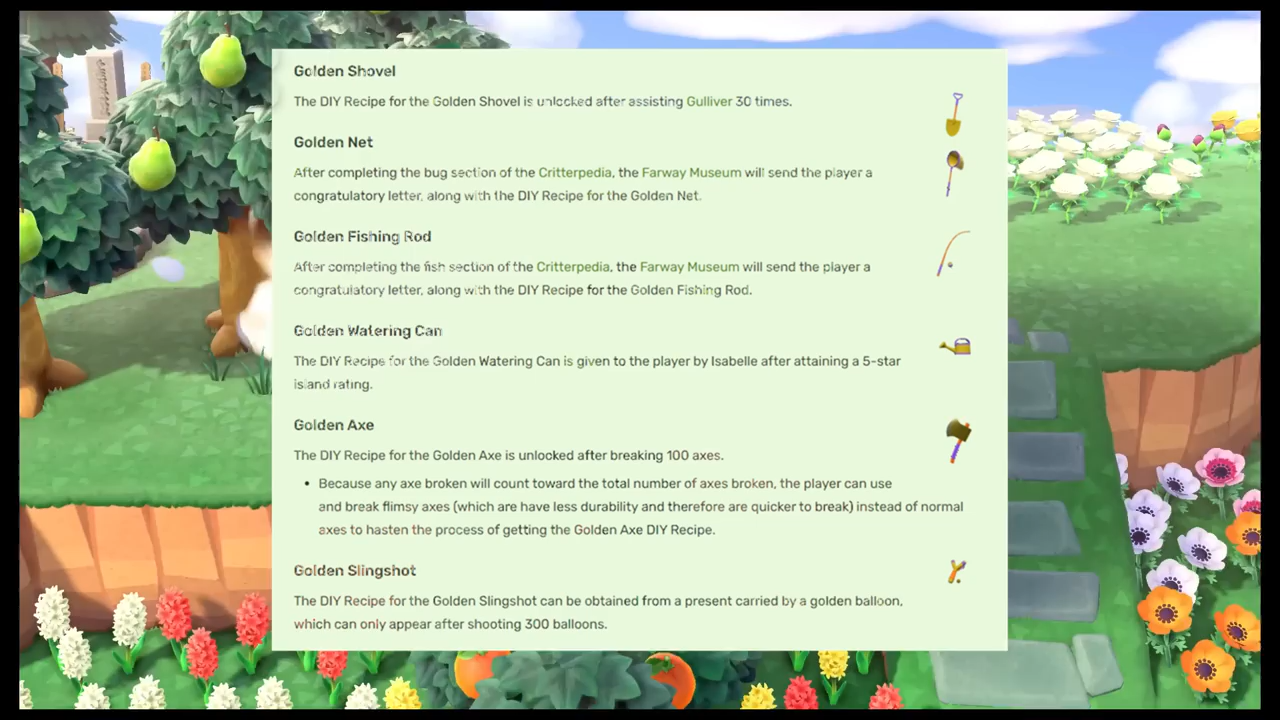 Golden Shovel
The DIY Recipe for the Golden Shovel is unlocked after assisting Gulliver 30 times.
Golden Net
After completing the bug section of the Critterpedia, the Farway Museum will send the player a
congratulatory letter, along with the DIY Recipe for the Golden Net.
Golden Fishing Rod
After completing the fish section of the Critterpedia, the Farway Museum will send the player a
congratulatory letter, along with the DIY Recipe for the Golden Fishing Rod.
Golden Watering Can
The DIY Recipe for the Golden Watering Can is given to the player by Isabelle after attaining a 5-star
island rating.
Golden Axe
The DIY Recipe for the Golden Axe is unlocked after breaking 100 axes.
• Because any axe broken will count toward the total number of axes broken, the player can use
and break flimsy axes (which are have less durability and therefore are quicker to break) instead of normal
axes to hasten the process of getting the Golden Axe DIY Recipe.
Golden Slingshot
The DIY Recipe for the Golden Slingshot can be obtained from a present carried by a golden balloon,
which can only appear after shooting 300 balloons.